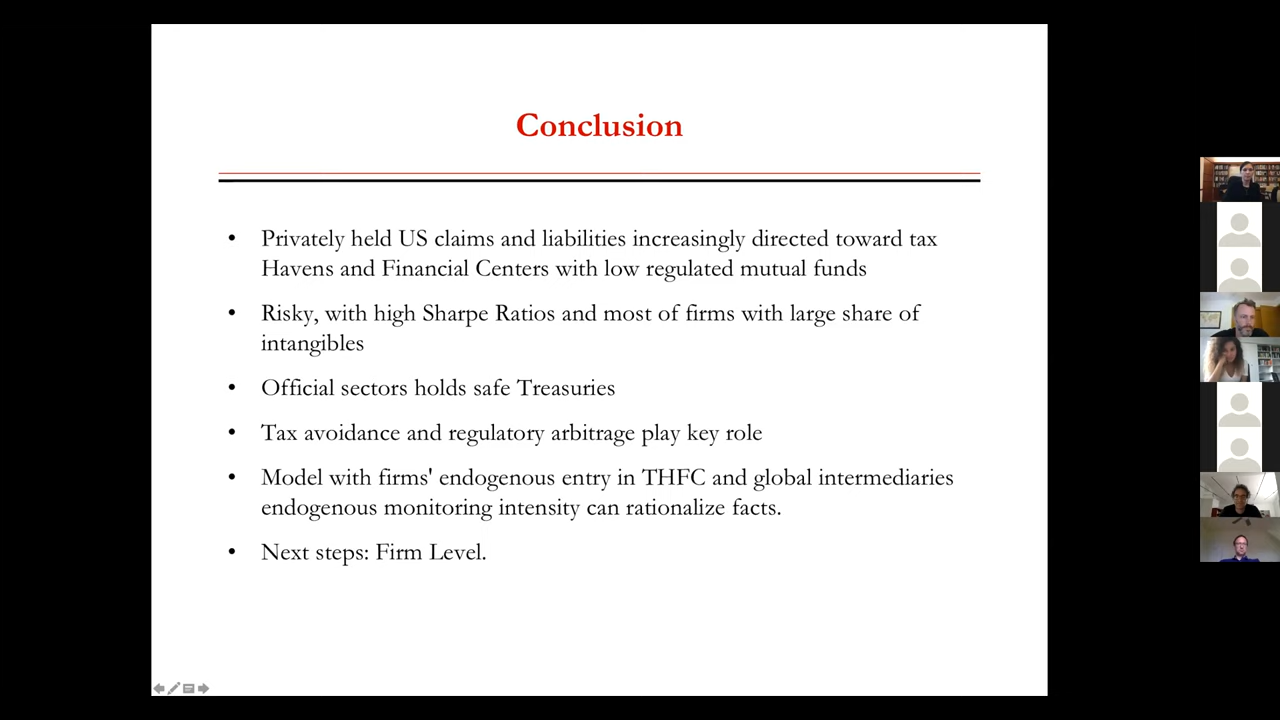 Conclusion
• Privately held US claims and liabilities increasingly directed toward tax
Havens and Financial Centers with low regulated mutual funds
• Risky, with high Sharpe Ratios and most of firms with large share of
intangibles
• Official sectors holds safe Treasuries
• Tax avoidance and regulatory arbitrage play key role
• Model with firms' endogenous entry in THFC and global intermediaries
endogenous monitoring intensity can rationalize facts.
• Next steps: Firm Level.